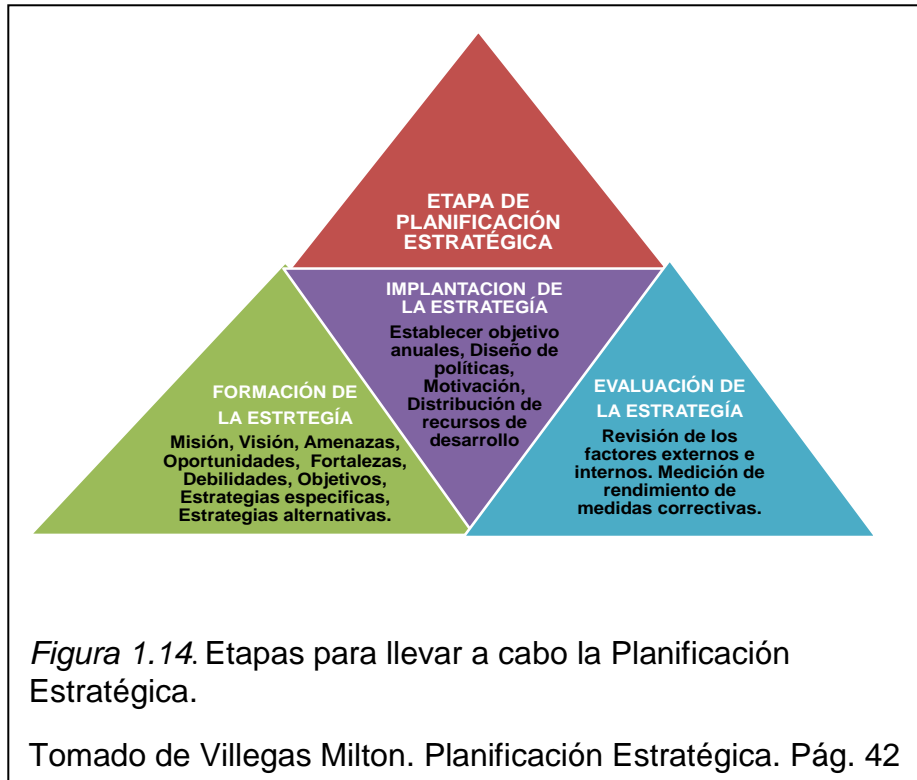 ETAPA DE
PLANIFICACIÓN
ESTRATÉGICA
IMPLANTACION DE
LA ESTRATEGÍA
Establecer objetivo
anuales, Diseño de
políticas,
Motivación,
Distribución de
recursos de
desarrollo
FORMACIÓN DE
LA ESTRTEGÍA
Misión, Visión, Amenazas,
Oportunidades, Fortalezas,
Debilidades, Objetivos,
Estrategias especificas,
Estrategias alternativas.
EVALUACIÓN DE
LA ESTRATEGÍA
Revisión de los
factores externos e
internos. Medición de
rendimiento de
medidas correctivas.
Figura 1.14. Etapas para llevar a cabo la Planificación
Estratégica.
Tomado de Villegas Milton. Planificación Estratégica. Pág. 42